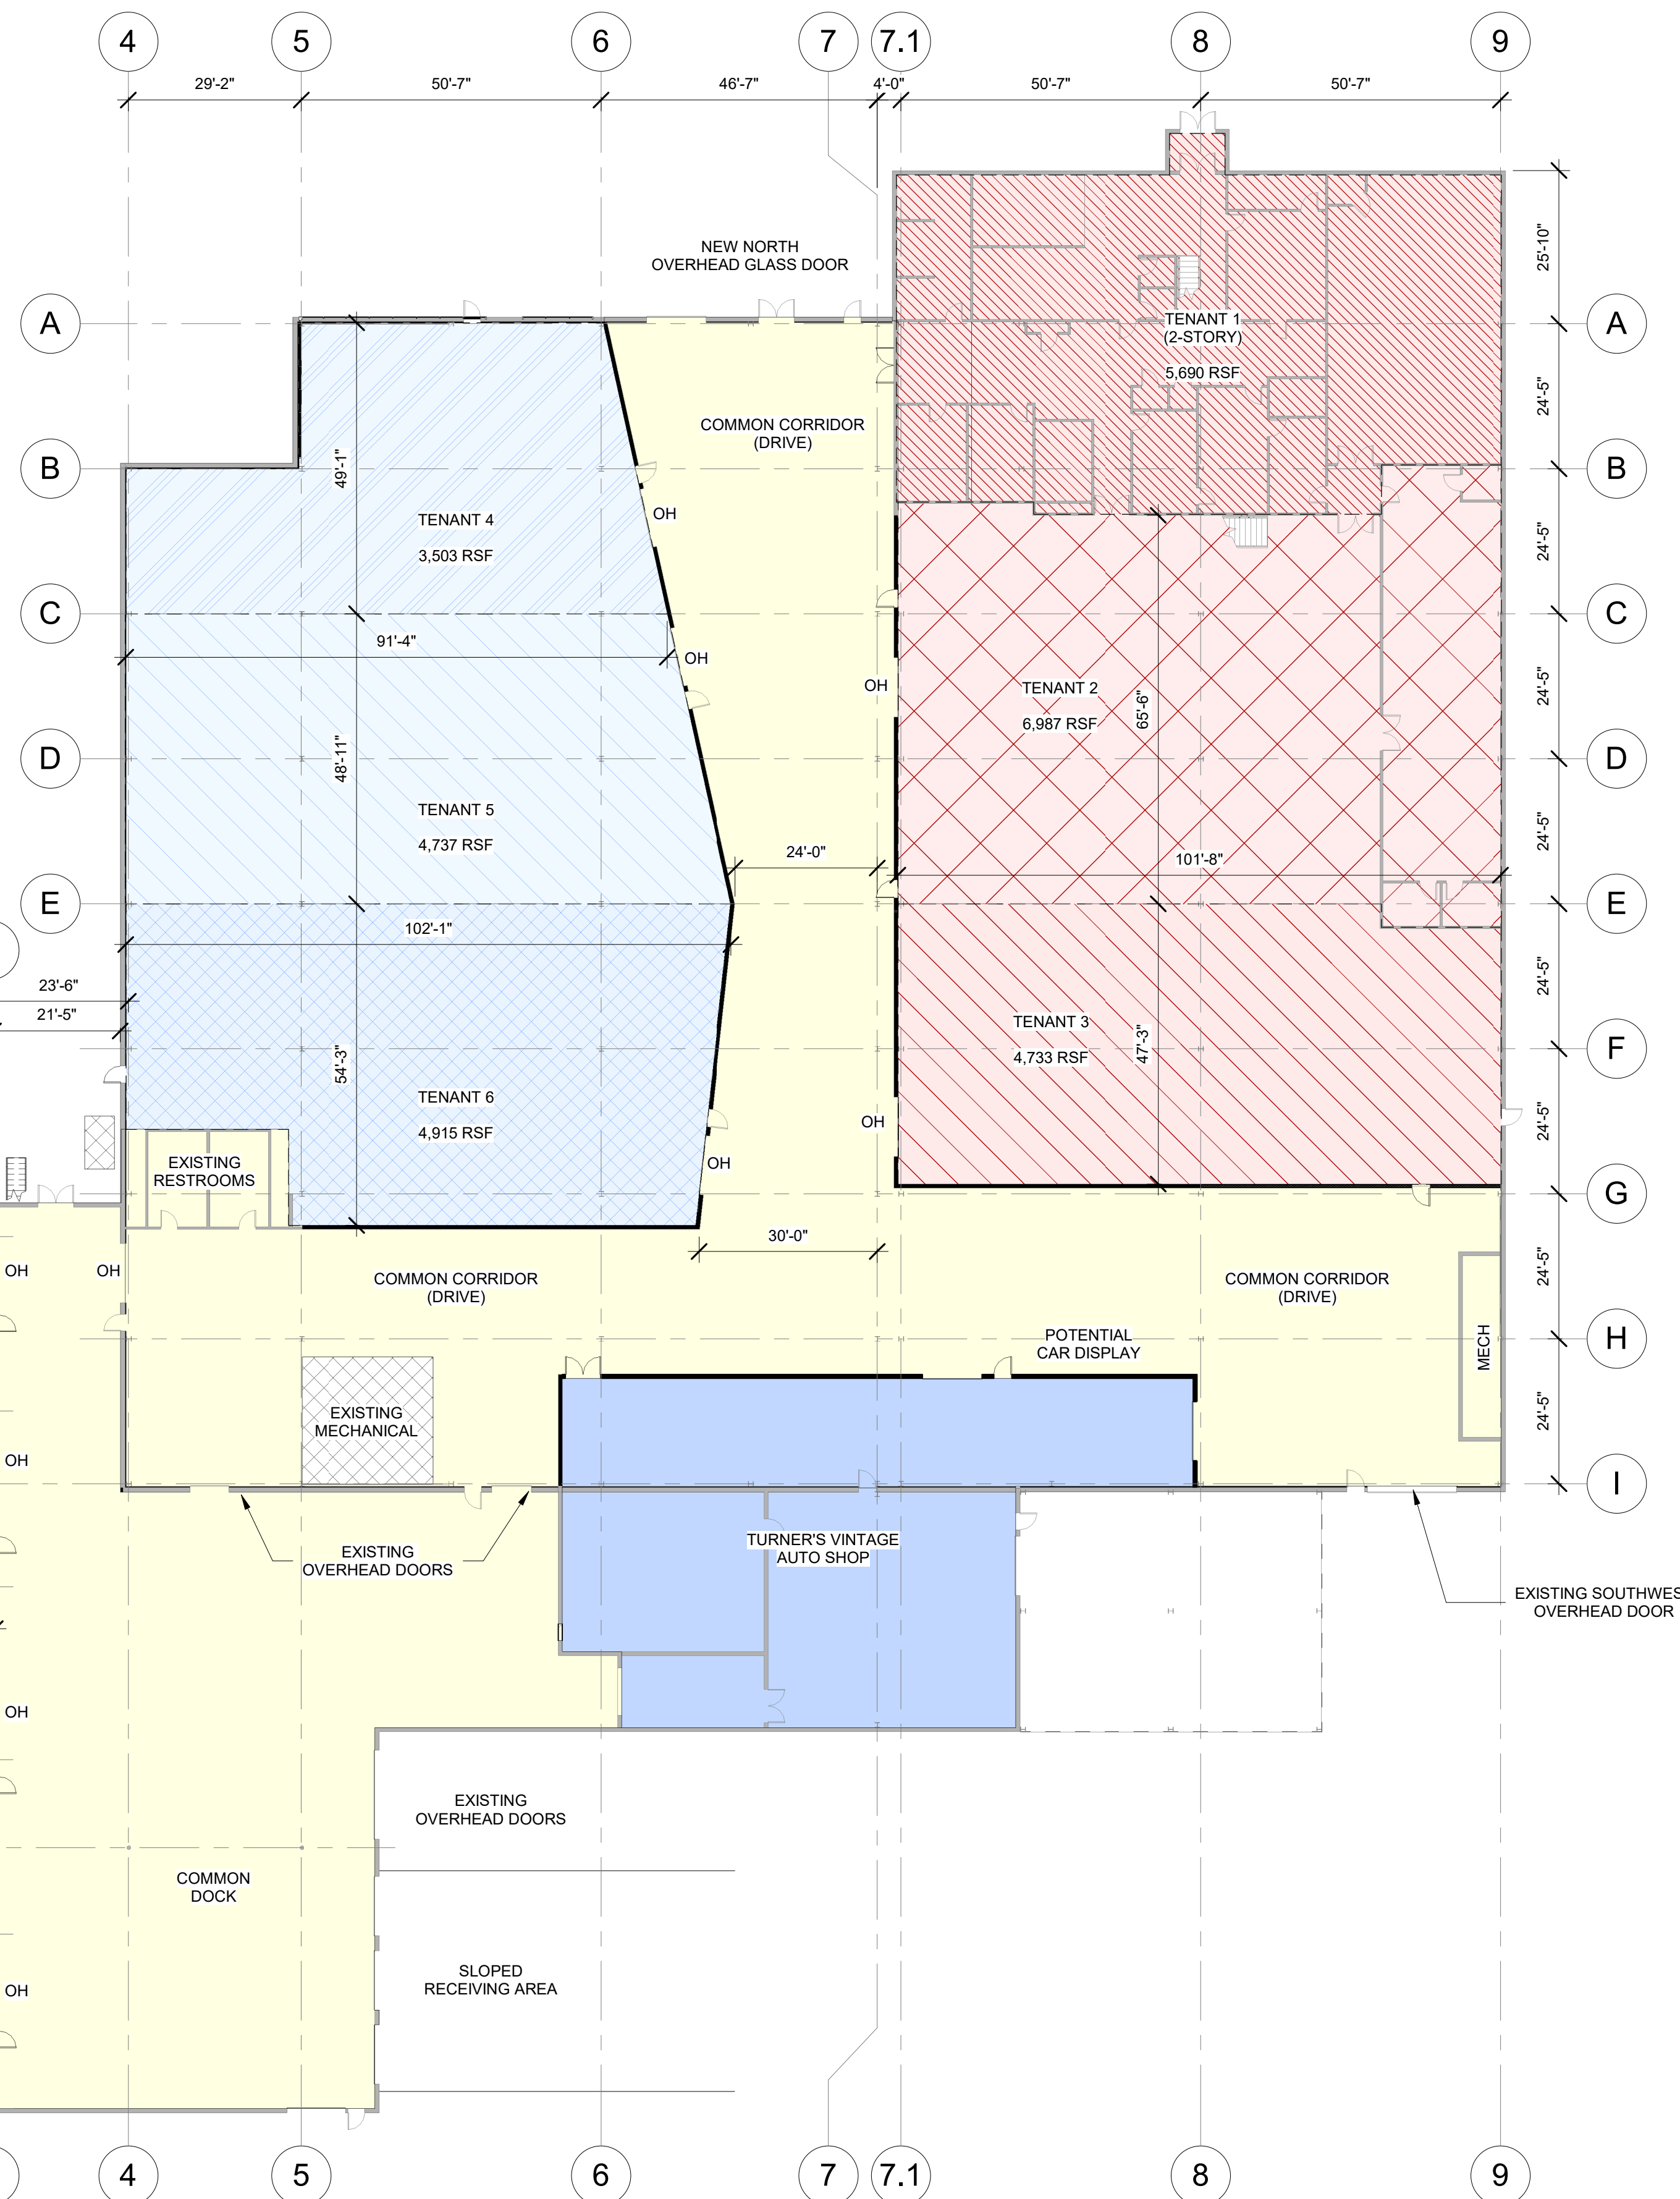 4
5
6
7
7.1
8
9
29'-2"
50'-7"
46'-7"
4'-0"
50'-7"
50'-7"
NEW NORTH
OVERHEAD GLASS DOOR
25'-10"
A
TENANT 1
(2-STORY)
5,690 RSF
A
24'-5"
COMMON CORRIDOR
(DRIVE)
B
49'-1"
B
TENANT 4
3,503 RSF
OH
24'-5"
C
C
91'-4"
OH
OH
TENANT 2
6,987 RSF
65'-6"
24'-5"
D
48'-11"
D
TENANT 5
4,737 RSF
24'-0"
101'-8"
24'-5"
E
E
102'-1"
23'-6"
21'-5"
24'-5"
TENANT 3
4,733 RSF
47'-3"
F
54'-3"
TENANT 6
4,915 RSF
OH
24'-5"
EXISTING
RESTROOMS
OH
G
30'-0"
OH
OH
COMMON CORRIDOR
(DRIVE)
COMMON CORRIDOR
(DRIVE)
24'-5"
POTENTIAL
CAR DISPLAY
MECH
H
EXISTING
MECHANICAL
24'-5"
OH
I
EXISTING
OVERHEAD DOORS
TURNER'S VINTAGE
AUTO SHOP
EXISTING SOUTHWES
OVERHEAD DOOR
OH
EXISTING
OVERHEAD DOORS
COMMON
DOCK
SLOPED
RECEIVING AREA
OH
4
5
6
7
7.1
8
9